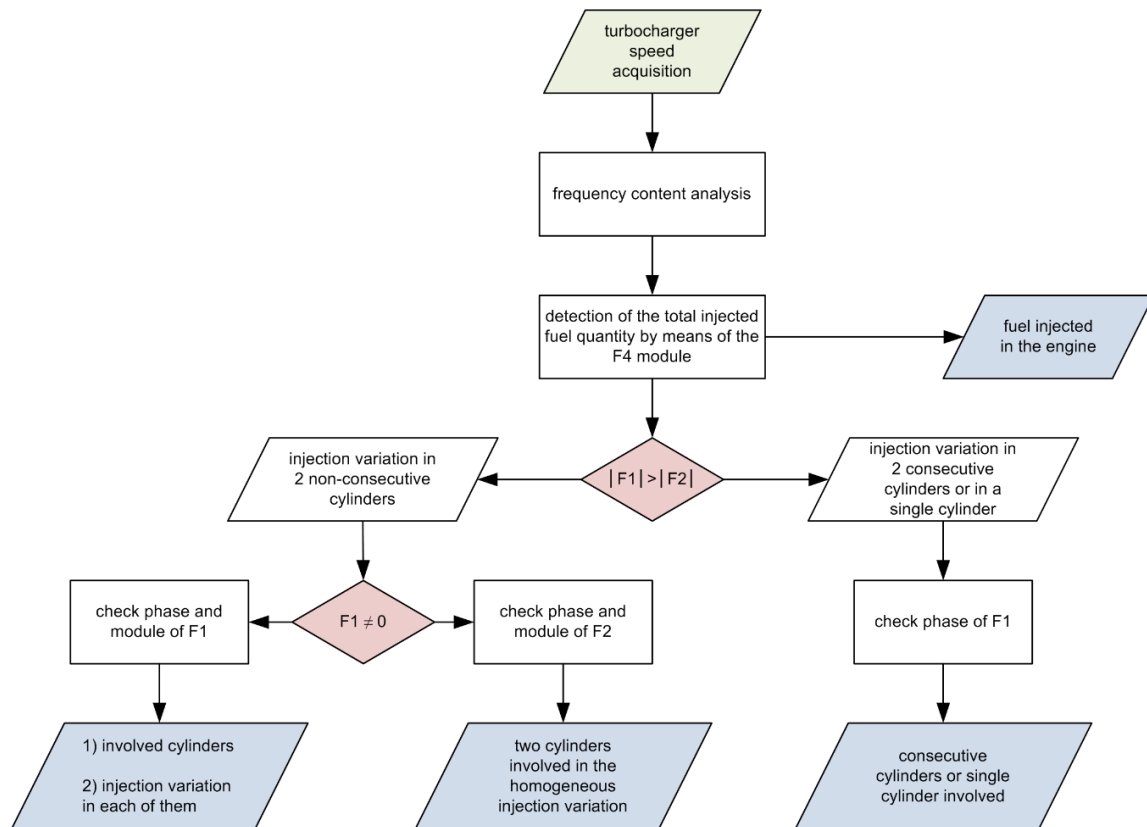 turbocharger
speed
acquisition
frequency content analysis
detection of the total injected
fuel quantity by means of the
F4 module
fuel injected
in the engine
injection variation in
2 non-consecutive
cylinders
|F1|>|F2|
injection variation in
2 consecutive
cylinders or in a
single cylinder
check phase and
module of F1
F1 ≠ 0
check phase and
module of F2
check phase of F1
1) involved cylinders
2) injection variation
in each of them
two cylinders
involved in the
homogeneous
injection variation
consecutive
cylinders or single
cylinder involved